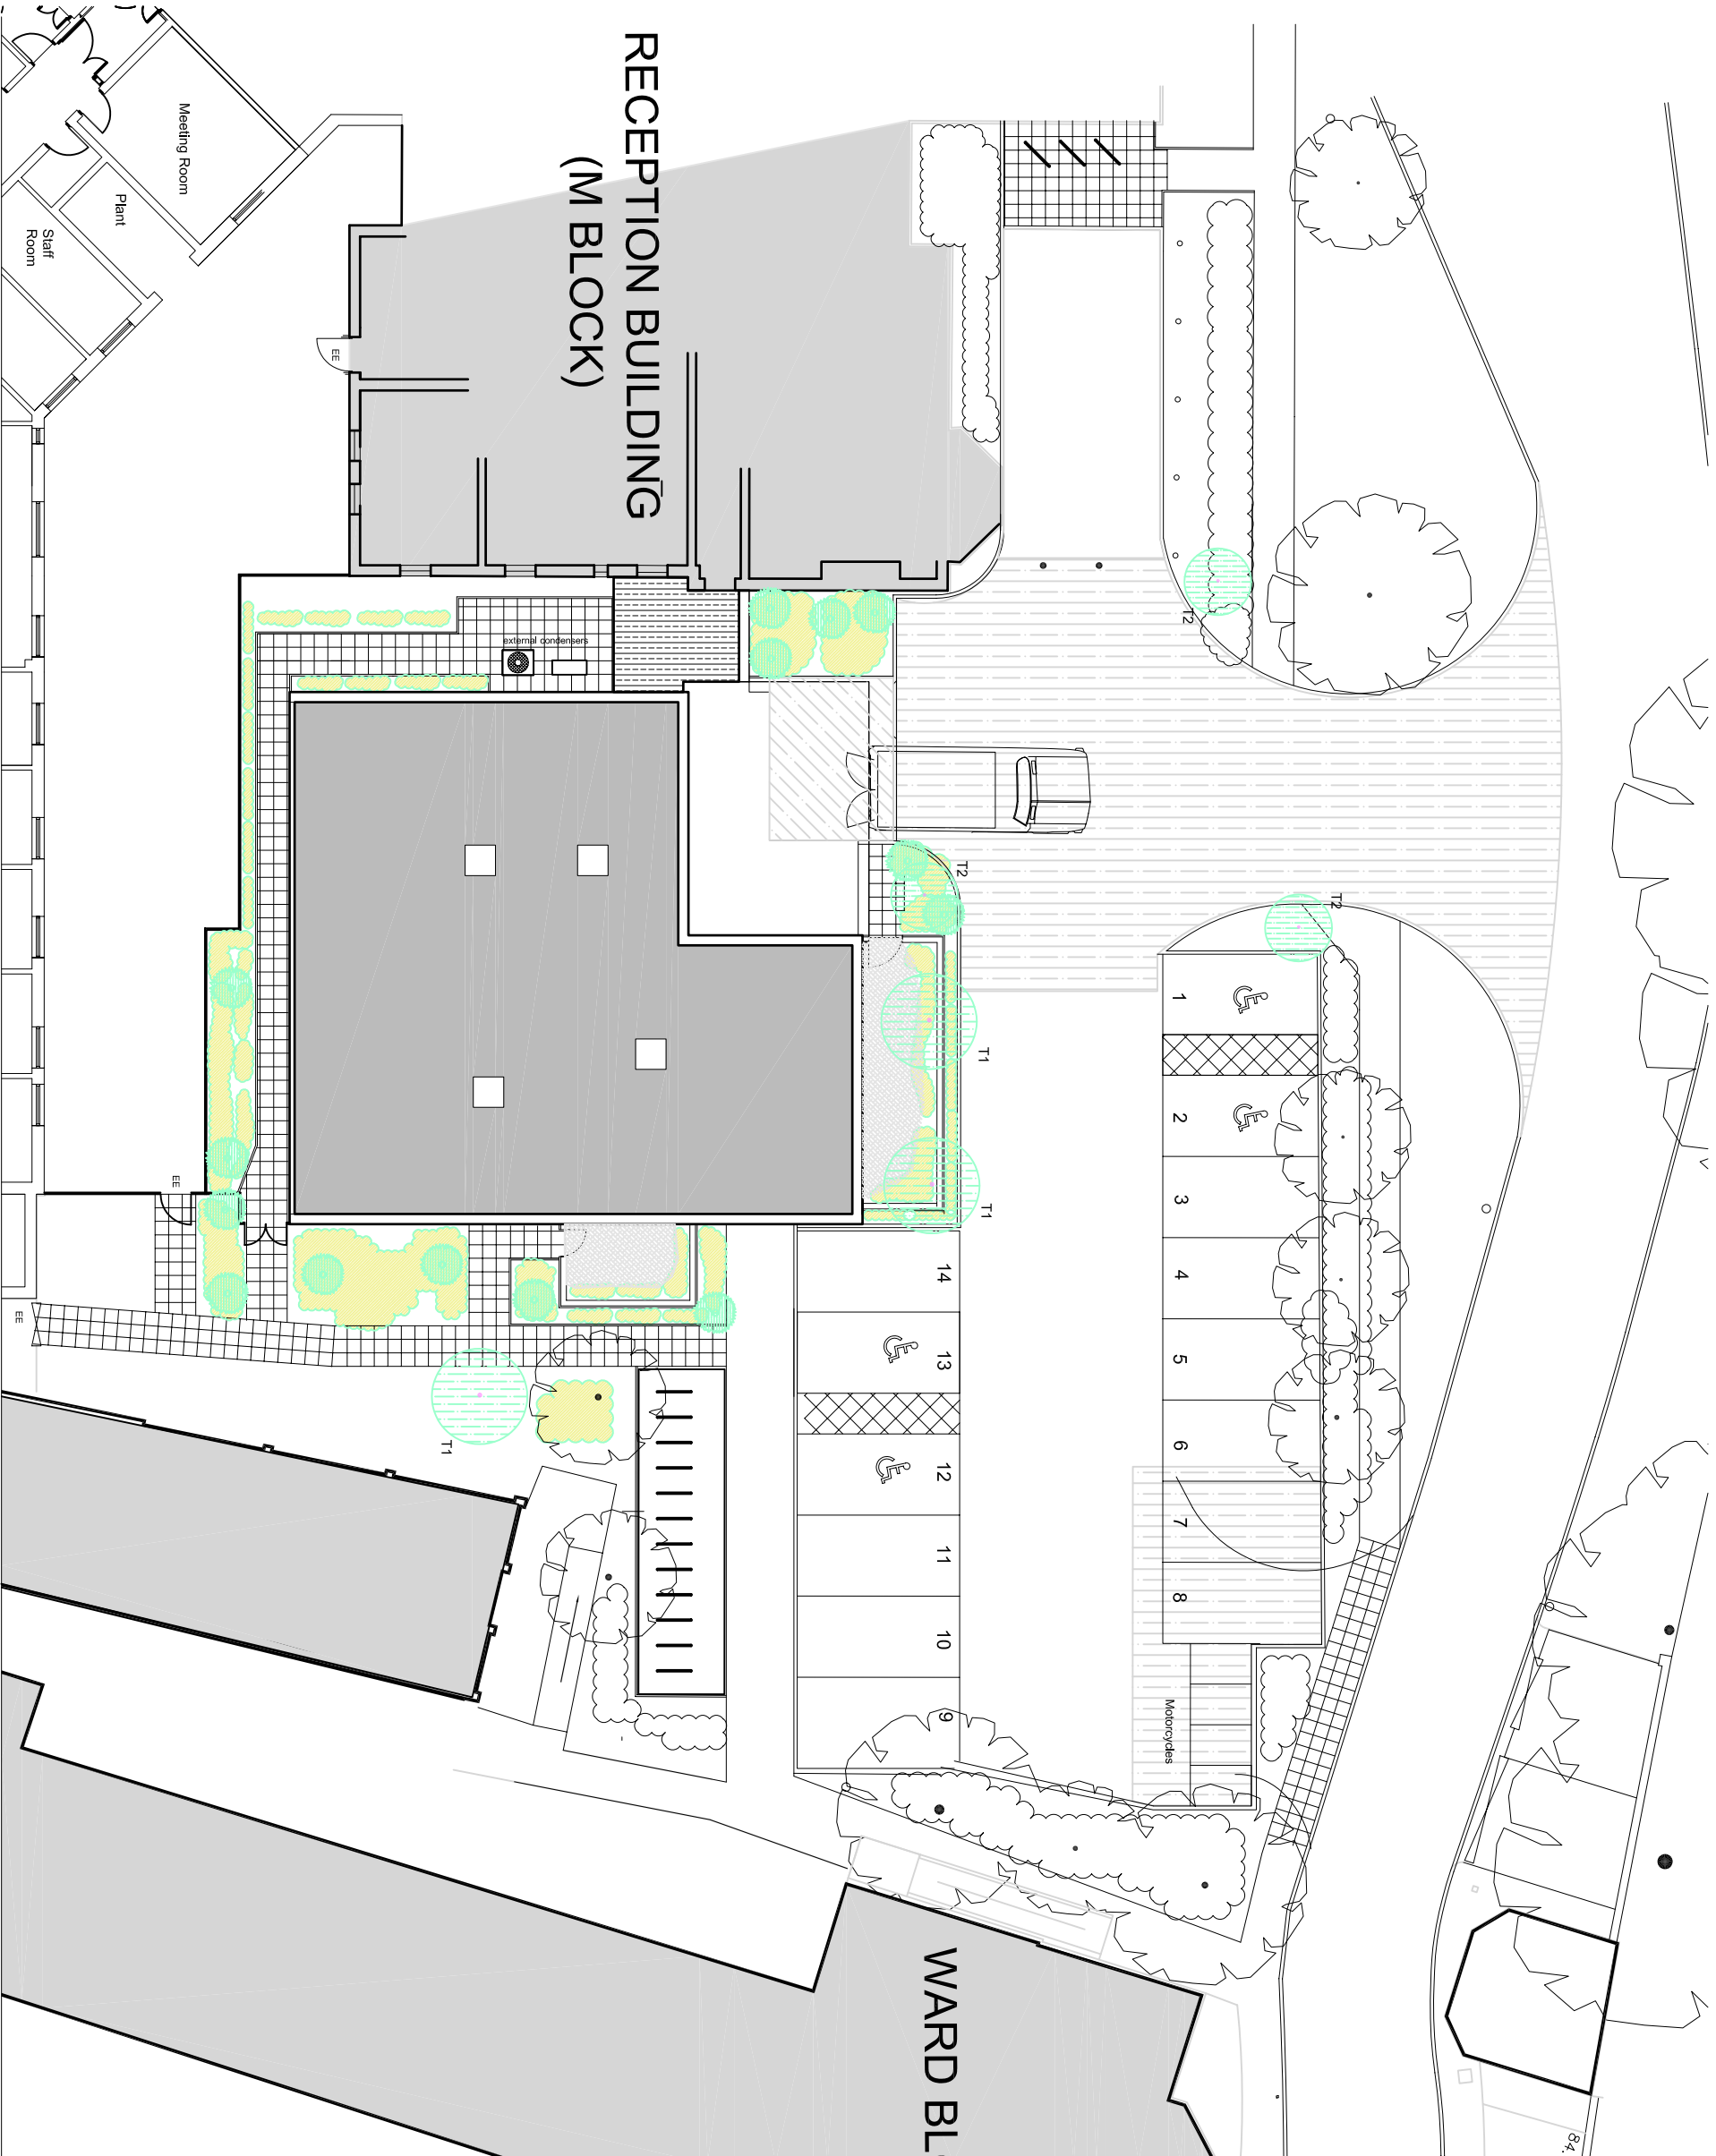 RECEPTION BUILDING
(M BLOCK)
Meeting Room
Plant
Staff
Room
EE
external condensers
T2
T2
T2
T1
T1
1
2
3
4
5
6
7
8
Motorcycles
14
13
12
11
10
9
EE
EE
T1
WARD BL
84.